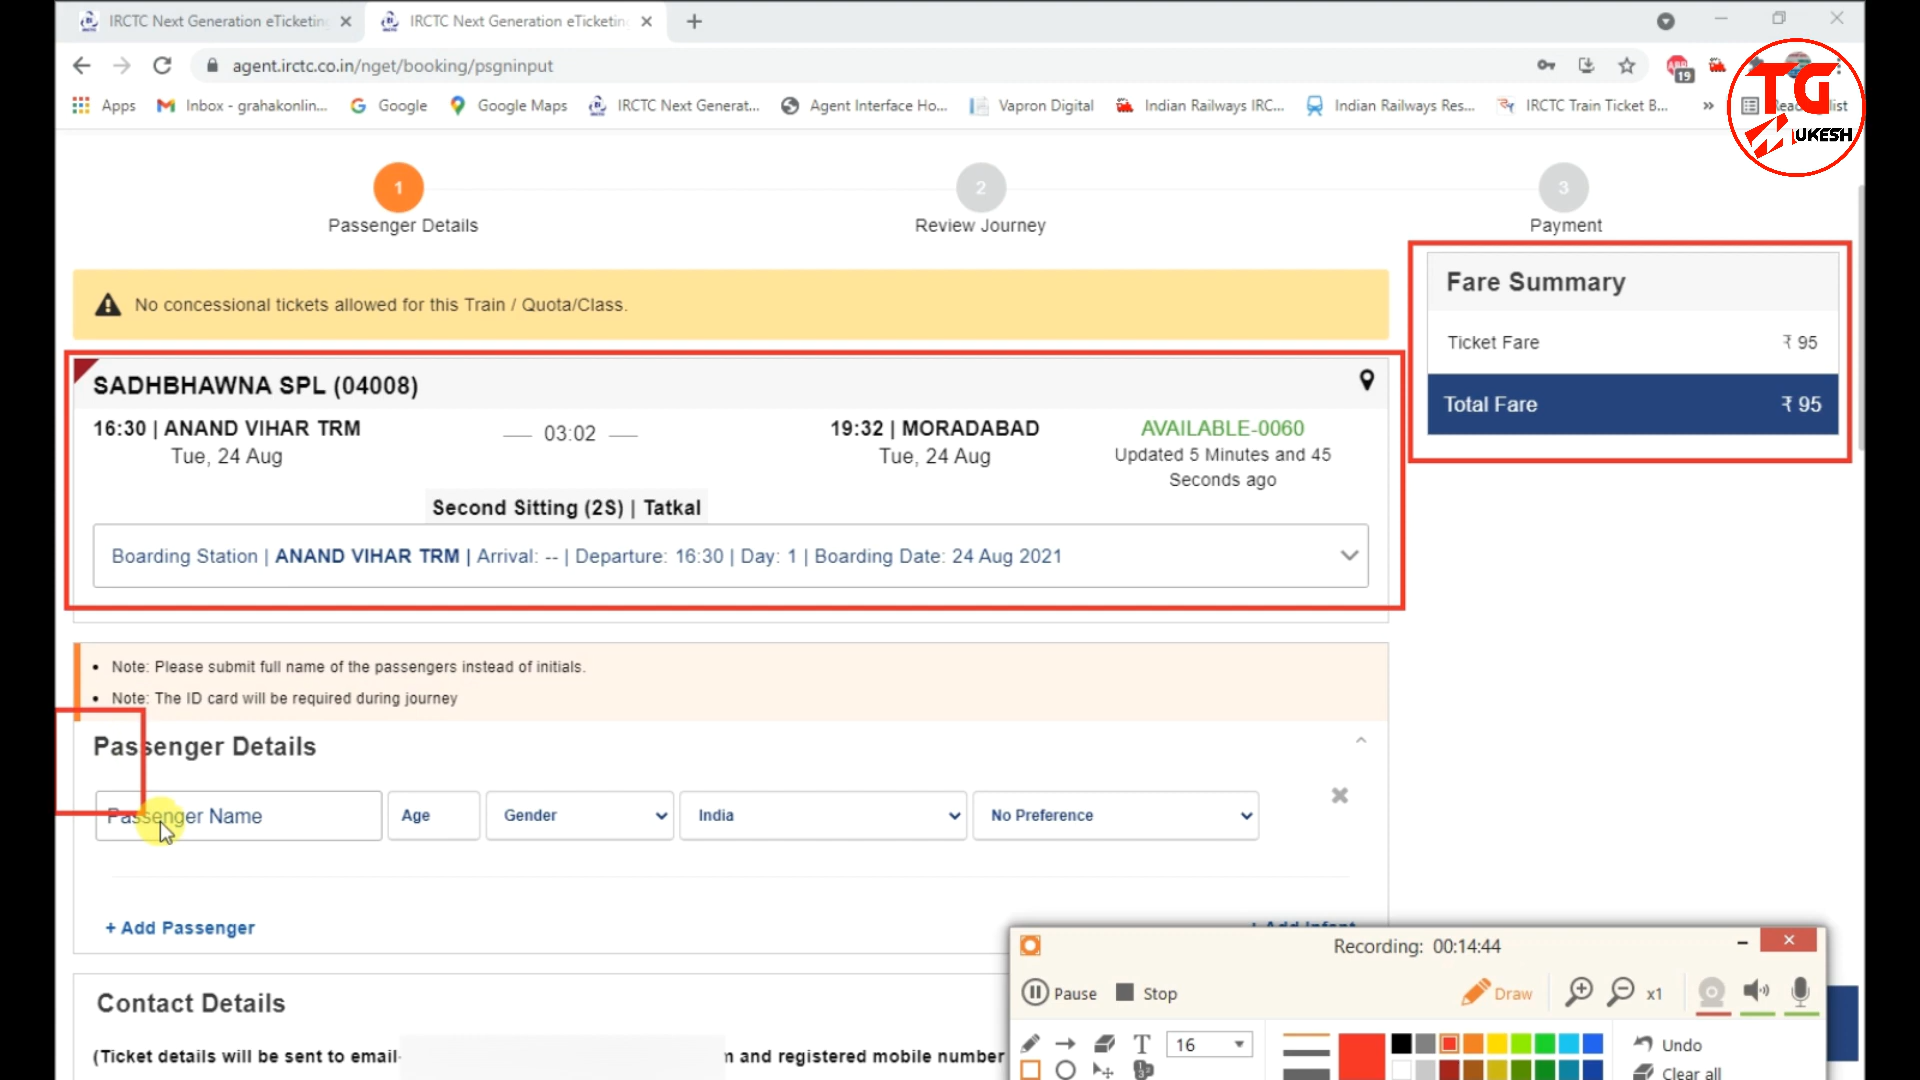 IRCTC Next Generation eTicketing
IRCTC Next Generation eTicketin
agent.irctc.co.in/nget/booking/psgninput
19
Apps
Inbox - grahakonlin...
Google
Google Maps
IRCTC Next Generat...
Agent Interface Ho...
Vapron Digital
Indian Railways IRC...
Indian Railways Res...
IRCTC Train Ticket B...
»
list
TG
MUKESH
1
2
3
Passenger Details
Review Journey
Payment
No concessional tickets allowed for this Train / Quota/Class.
Fare Summary
Ticket Fare ₹ 95
Total Fare ₹ 95
SADHBHAWNA SPL (04008)
16:30 | ANAND VIHAR TRM
03:02
19:32 | MORADABAD
AVAILABLE-0060
Tue, 24 Aug
Tue, 24 Aug
Updated 5 Minutes and 45
Seconds ago
Second Sitting (2S) | Tatkal
Boarding Station | ANAND VIHAR TRM | Arrival: -- | Departure: 16:30 | Day: 1 | Boarding Date: 24 Aug 2021
• Note: Please submit full name of the passengers instead of initials.
• Note: The ID card will be required during journey
Passenger Details
Passenger Name
Age
Gender
India
No Preference
+ Add Passenger
+ Add Infant
Contact Details
(Ticket details will be sent to email-
and registered mobile number
Recording: 00:14:44
Pause
Stop
Draw
x1
T
16
Undo
Clear all